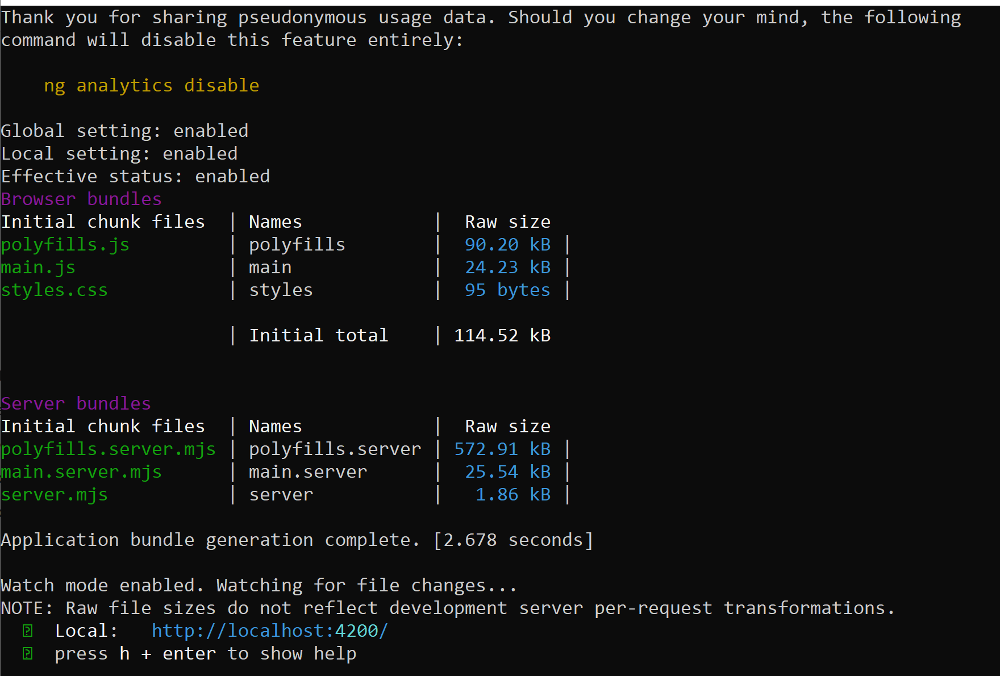 Thank you for sharing pseudonymous usage data. Should you change your mind, the following
command will disable this feature entirely:
ng analytics disable
Global setting: enabled
Local setting: enabled
Effective status: enabled
Browser bundles
Initial chunk files | Names | Raw size
polyfills.js | polyfills | 90.20 kB |
main.js | main | 24.23 kB |
styles.css | styles | 95 bytes |
| Initial total | 114.52 kB
Server bundles
Initial chunk files | Names | Raw size
polyfills.server.mjs | polyfills.server | 572.91 kB |
main.server.mjs | main.server | 25.54 kB |
server.mjs | server | 1.86 kB |
Application bundle generation complete. [2.678 seconds]
Watch mode enabled. Watching for file changes...
NOTE: Raw file sizes do not reflect development server per-request transformations.
⍰ Local: http://localhost:4200/
⍰ press h + enter to show help